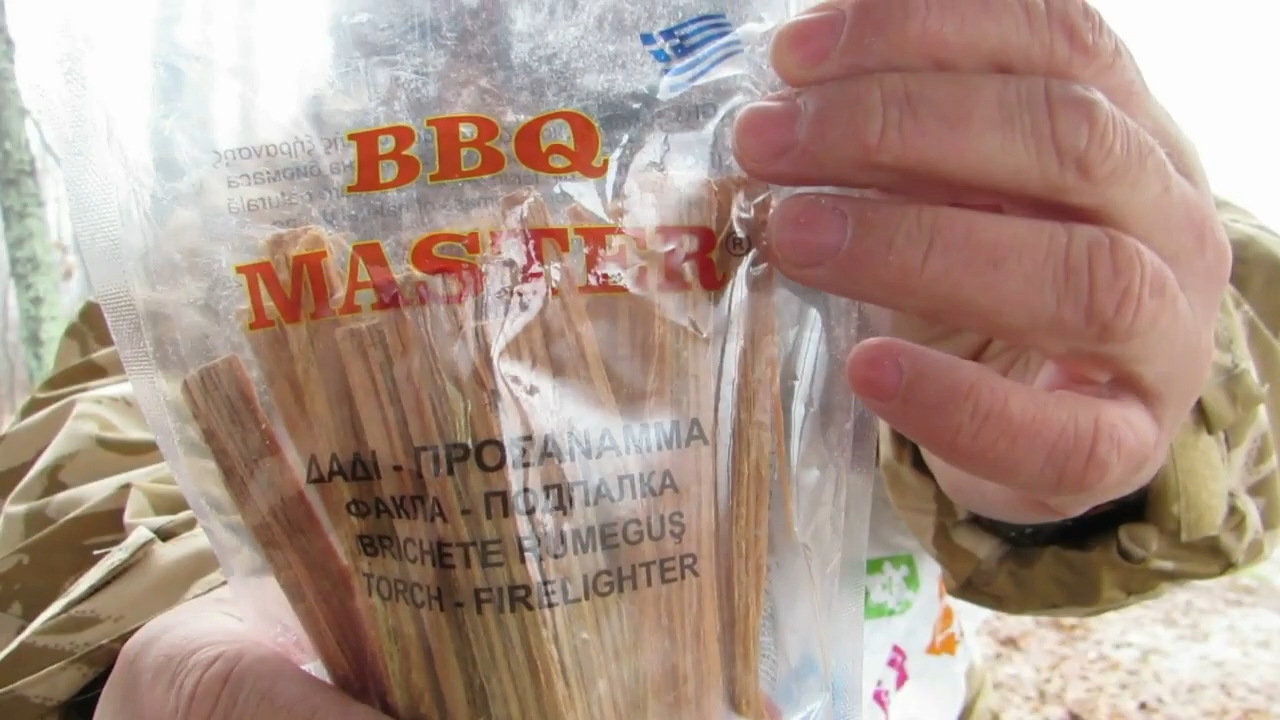 BBQ
MASTER®
ΔΑΔΙ - ΠΡΟΣΑΝΑΜΜΑ
ФАКЛА - ПОДПАЛКА
BRICHETE RUMEGUŞ
TORCH - FIRELIGHTER